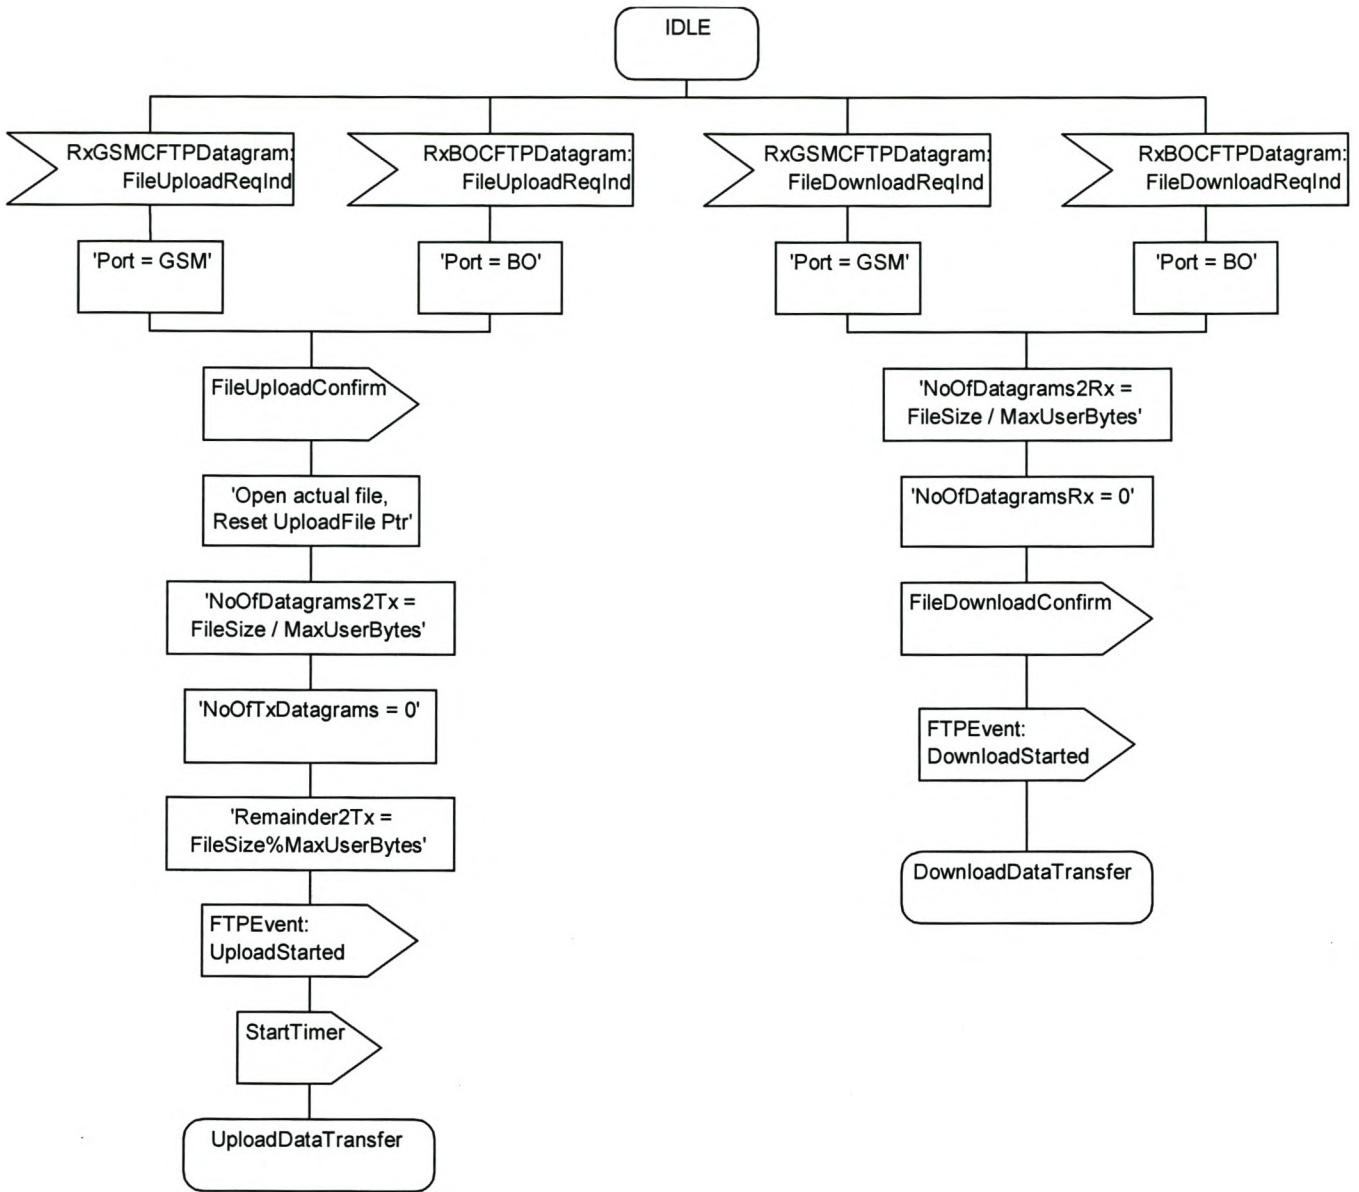 IDLE
RxGSMCFTPDatagram:
FileUploadReqInd
RxBOCFTPDatagram:
FileUploadReqInd
RxGSMCFTPDatagram:
FileDownloadReqInd
RxBOCFTPDatagram:
FileDownloadReqInd
'Port = GSM'
'Port = BO'
'Port = GSM'
'Port = BO'
FileUploadConfirm
'Open actual file,
Reset UploadFile Ptr'
'NoOfDatagrams2Tx =
FileSize / MaxUserBytes'
'NoOfTxDatagrams = 0'
'Remainder2Tx =
FileSize%MaxUserBytes'
FTPEvent:
UploadStarted
StartTimer
UploadDataTransfer
'NoOfDatagrams2Rx =
FileSize / MaxUserBytes'
'NoOfDatagramsRx = 0'
FileDownloadConfirm
FTPEvent:
DownloadStarted
DownloadDataTransfer